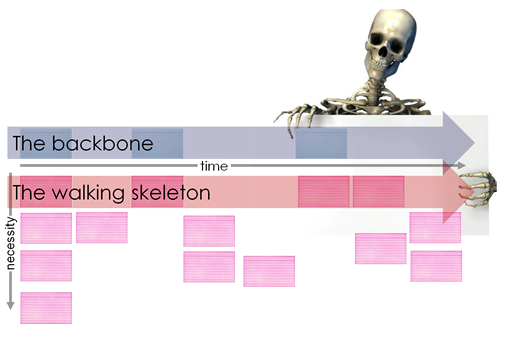 The backbone
time
The walking skeleton
necessity